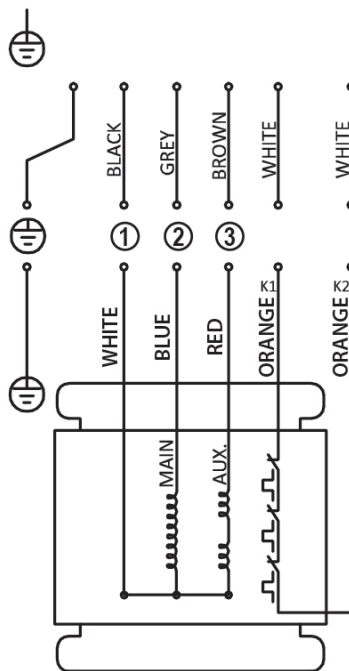 BLACK
GREY
BROWN
WHITE
WHITE
1
2
3
WHITE
BLUE
RED
ORANGE K1
ORANGE K2
MAIN
AUX.